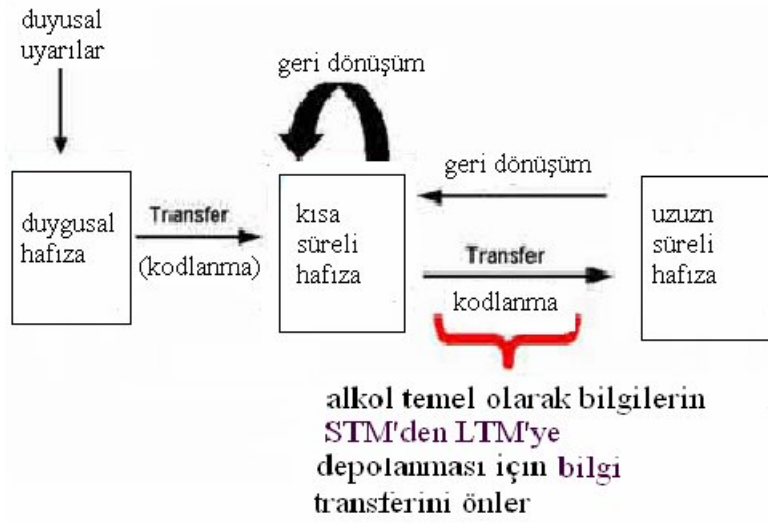 duyusal
uyarılar
geri dönüşüm
geri dönüşüm
duygusal
hafıza
Transfer
(kodlanma)
kısa
süreli
hafıza
Transfer
kodlanma
uzuzn
süreli
hafıza
alkol temel olarak bilgilerin
STM'den LTM'ye
depolanması için bilgi
transferini önler